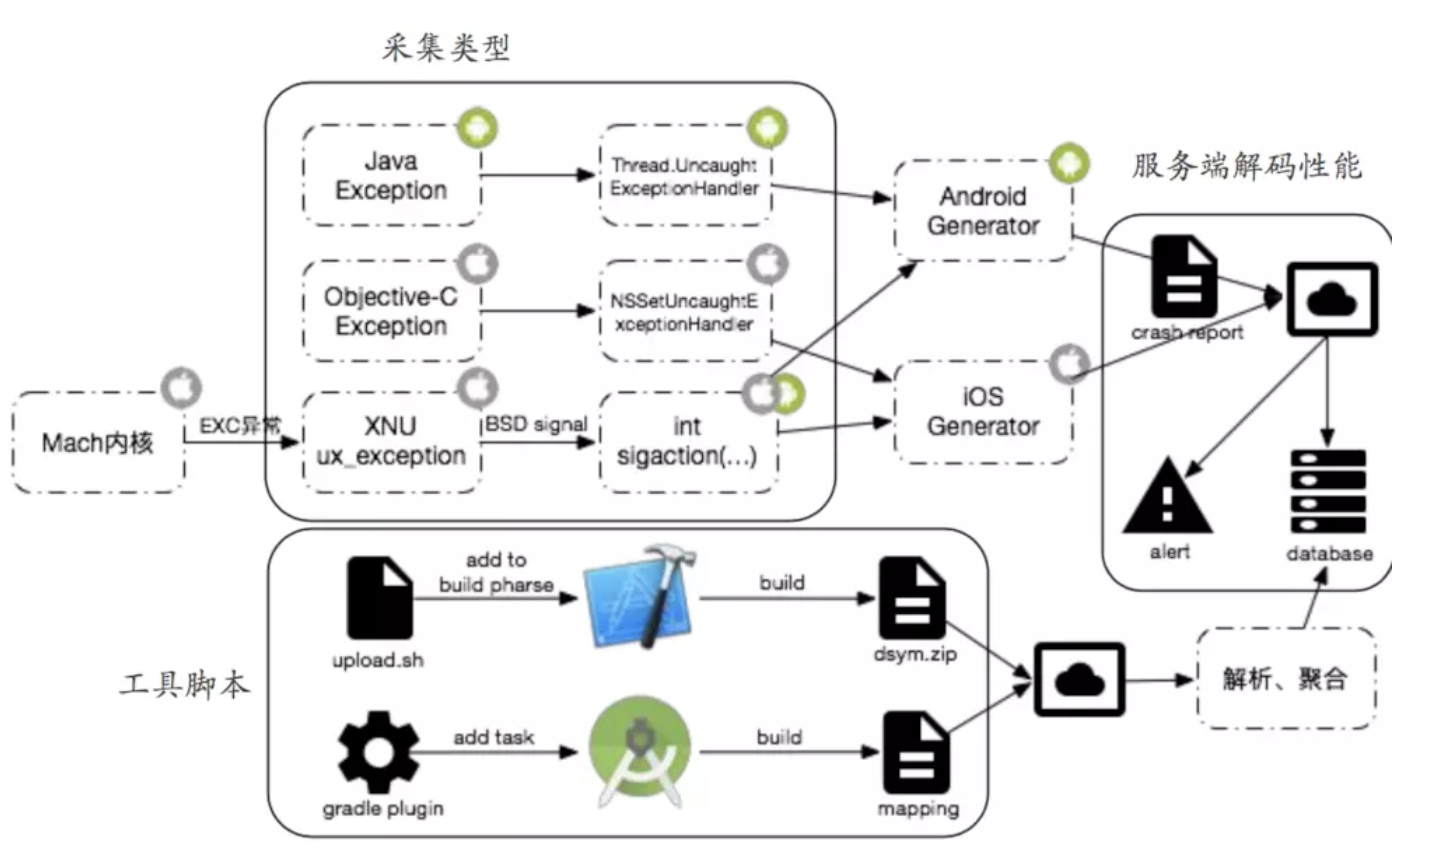 采集类型
Java
Exception
Thread.Uncaught
ExceptionHandler
Android
Generator
服务端解码性能
Objective-C
Exception
NSSetUncaughtE
xceptionHandler
crash report
Mach内核
EXC异常
XNU
ux_exception
BSD signal
int
sigaction(...)
iOS
Generator
alert
database
工具脚本
upload.sh
add to
build pharse
build
dsym.zip
解析、聚合
gradle plugin
add task
build
mapping